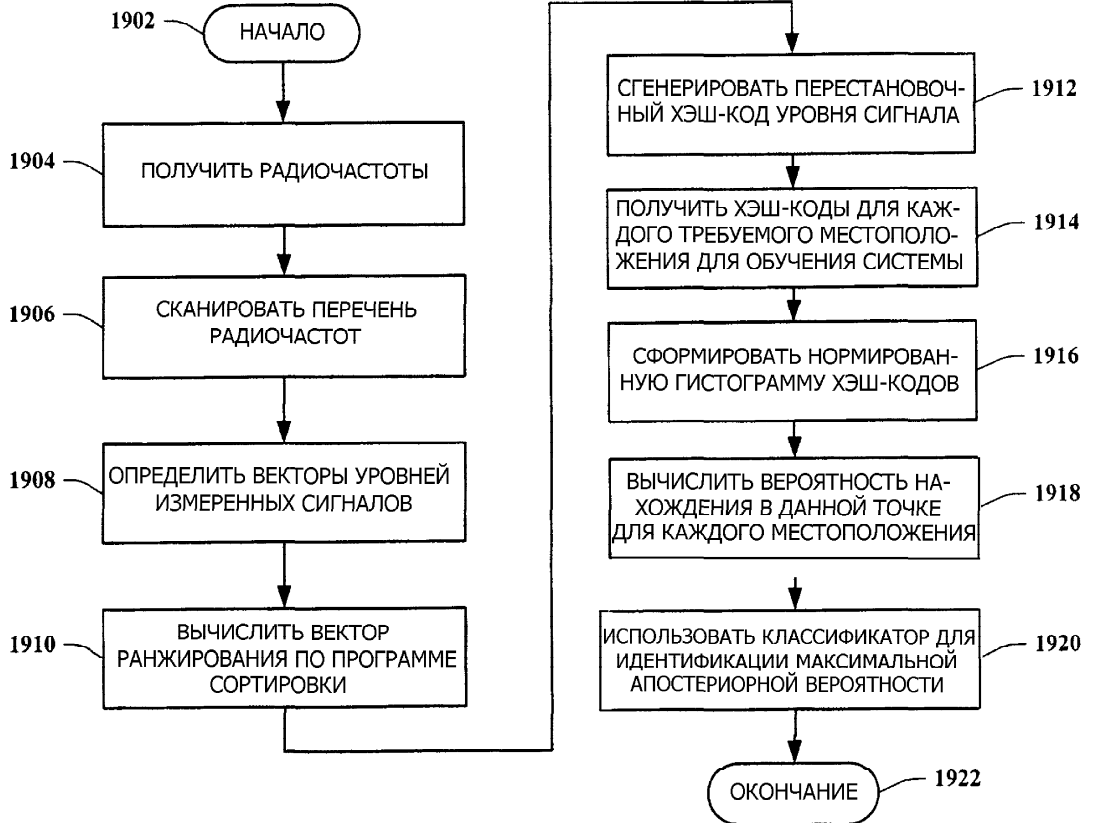 1902
НАЧАЛО
1904
ПОЛУЧИТЬ РАДИОЧАСТОТЫ
1906
СКАНИРОВАТЬ ПЕРЕЧЕНЬ
РАДИОЧАСТОТ
1908
ОПРЕДЕЛИТЬ ВЕКТОРЫ УРОВНЕЙ
ИЗМЕРЕННЫХ СИГНАЛОВ
1910
ВЫЧИСЛИТЬ ВЕКТОР
РАНЖИРОВАНИЯ ПО ПРОГРАММЕ
СОРТИРОВКИ
1912
СГЕНЕРИРОВАТЬ ПЕРЕСТАНОВОЧ-
НЫЙ ХЭШ-КОД УРОВНЯ СИГНАЛА
1914
ПОЛУЧИТЬ ХЭШ-КОДЫ ДЛЯ КАЖ-
ДОГО ТРЕБУЕМОГО МЕСТОПОЛО-
ЖЕНИЯ ДЛЯ ОБУЧЕНИЯ СИСТЕМЫ
1916
СФОРМИРОВАТЬ НОРМИРОВАН-
НУЮ ГИСТОГРАММУ ХЭШ-КОДОВ
1918
ВЫЧИСЛИТЬ ВЕРОЯТНОСТЬ НА-
ХОЖДЕНИЯ В ДАННОЙ ТОЧКЕ
ДЛЯ КАЖДОГО МЕСТОПОЛОЖЕНИЯ
1920
ИСПОЛЬЗОВАТЬ КЛАССИФИКАТОР ДЛЯ
ИДЕНТИФИКАЦИИ МАКСИМАЛЬНОЙ
АПОСТЕРИОРНОЙ ВЕРОЯТНОСТИ
1922
ОКОНЧАНИЕ